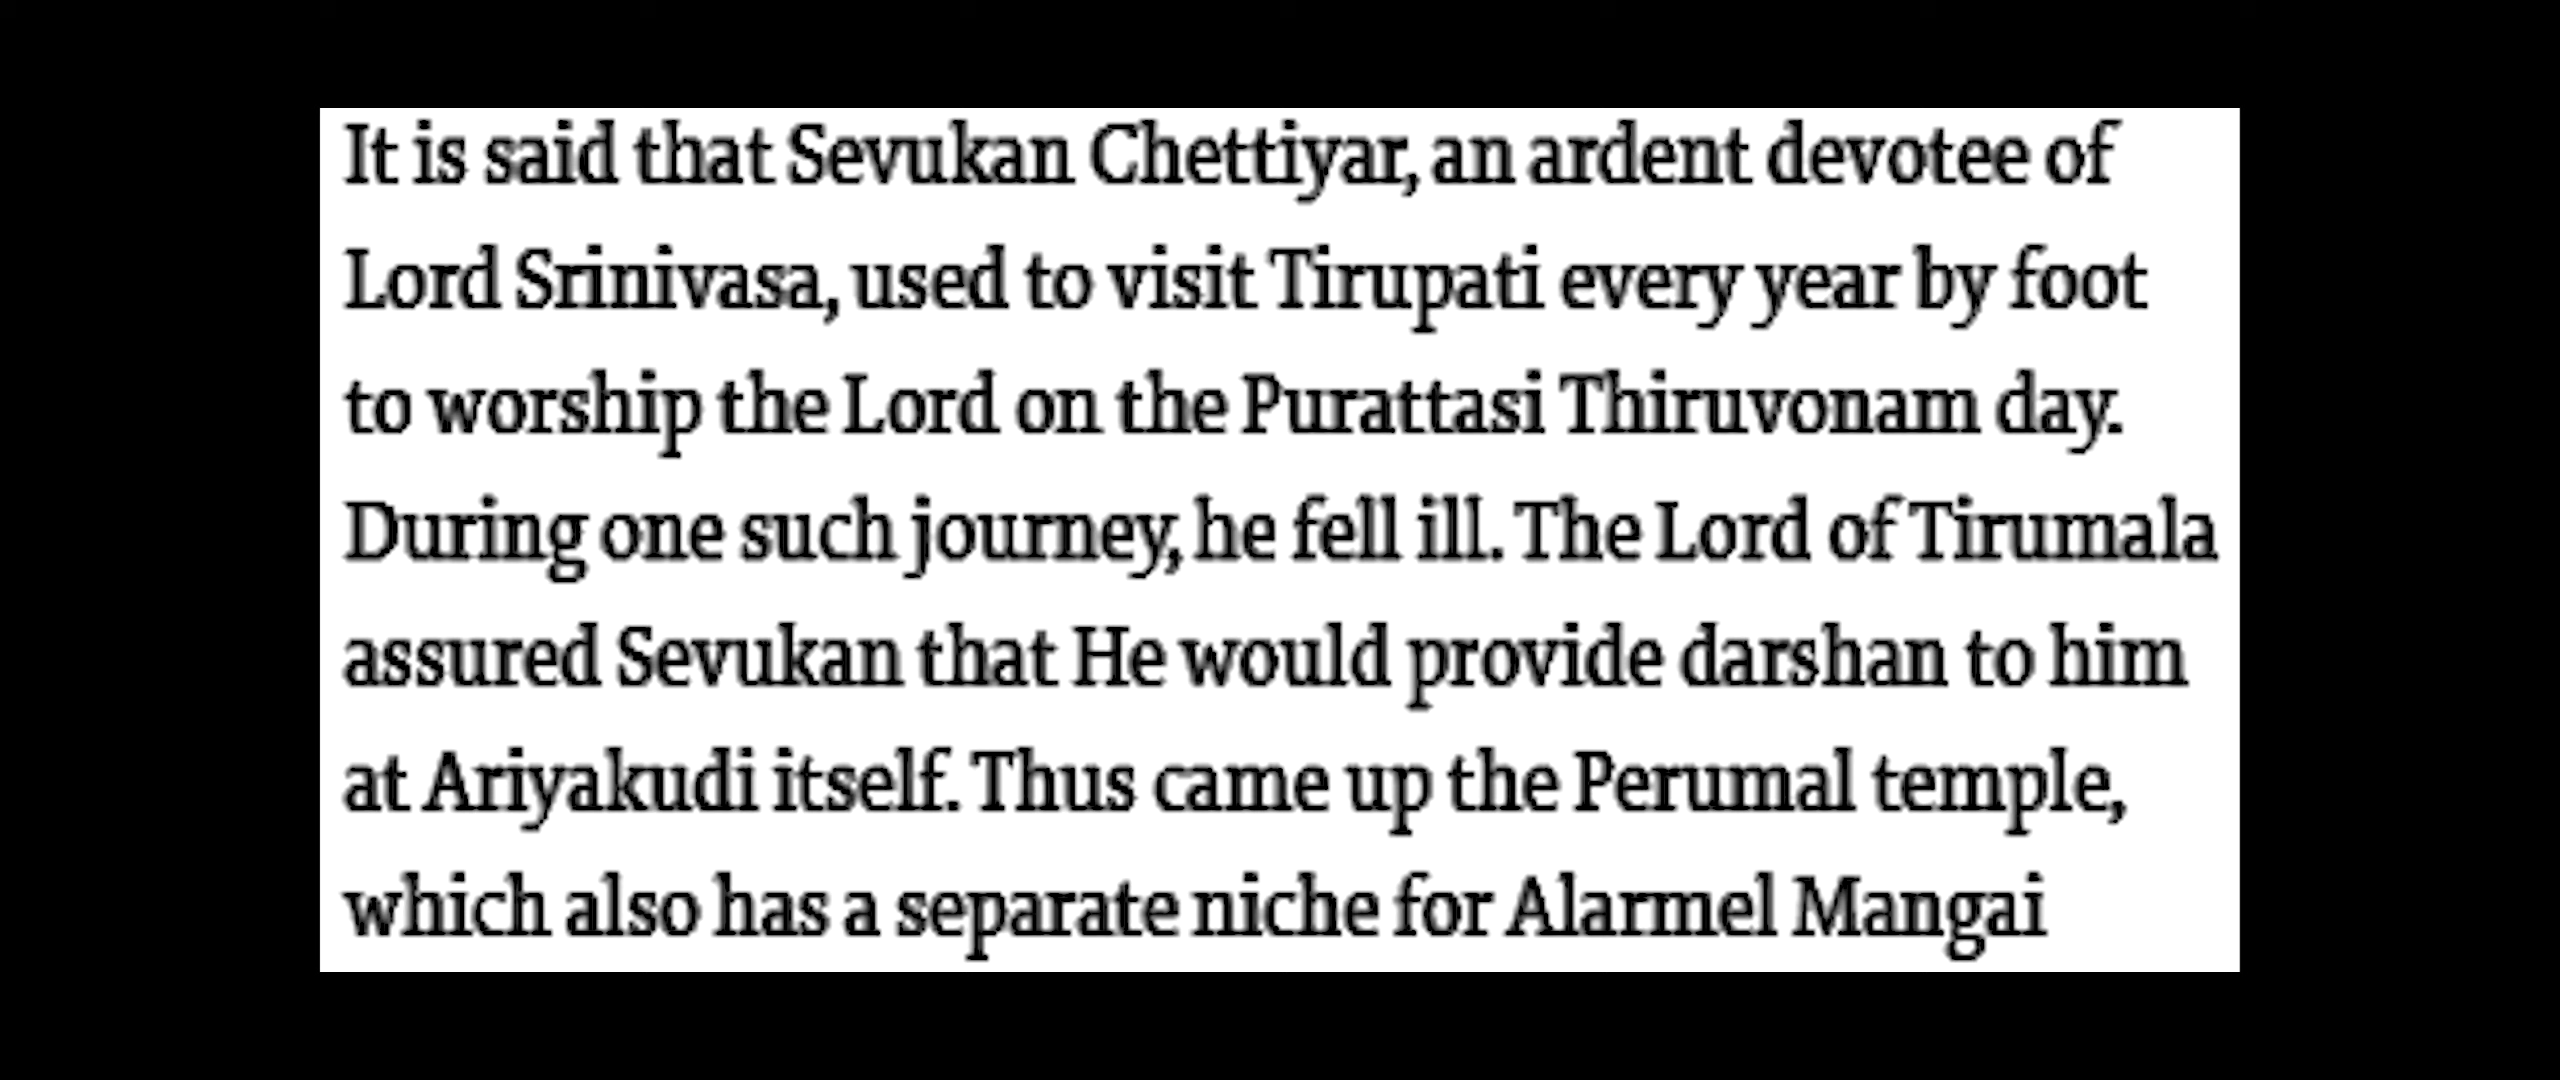 It is said that Sevukan Chettiyar, an ardent devotee of
Lord Srinivasa, used to visit Tirupati every year by foot
to worship the Lord on the Purattasi Thiruvonam day.
During one such journey, he fell ill. The Lord of Tirumala
assured Sevukan that He would provide darshan to him
at Ariyakudi itself. Thus came up the Perumal temple,
which also has a separate niche for Alarmel Mangai